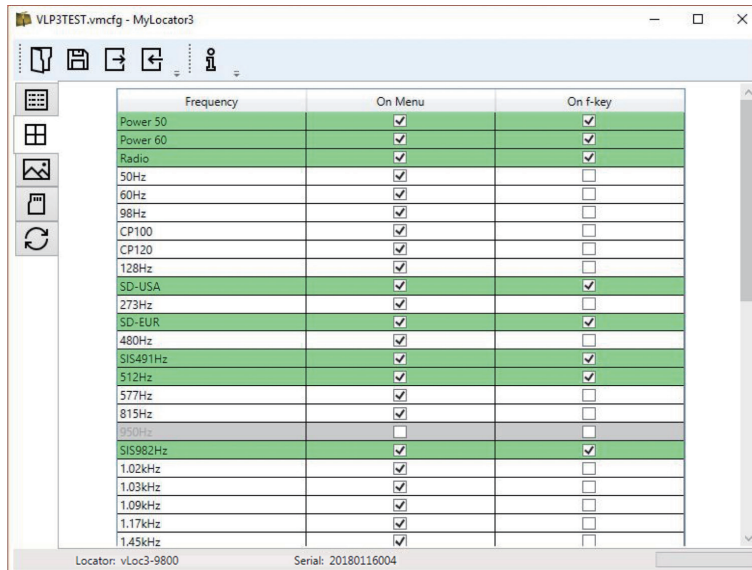 VLP3TEST.vmcfg - MyLocator3
Frequency On Menu On f-key
Power 50
Power 60
Radio
50Hz
60Hz
98Hz
CP100
CP120
128Hz
SD-USA
273Hz
SD-EUR
480Hz
SIS491Hz
512Hz
577Hz
815Hz
950Hz
SIS982Hz
1.02kHz
1.03kHz
1.09kHz
1.17kHz
1.45kHz
Locator: vLoc3-9800 Serial: 20180116004